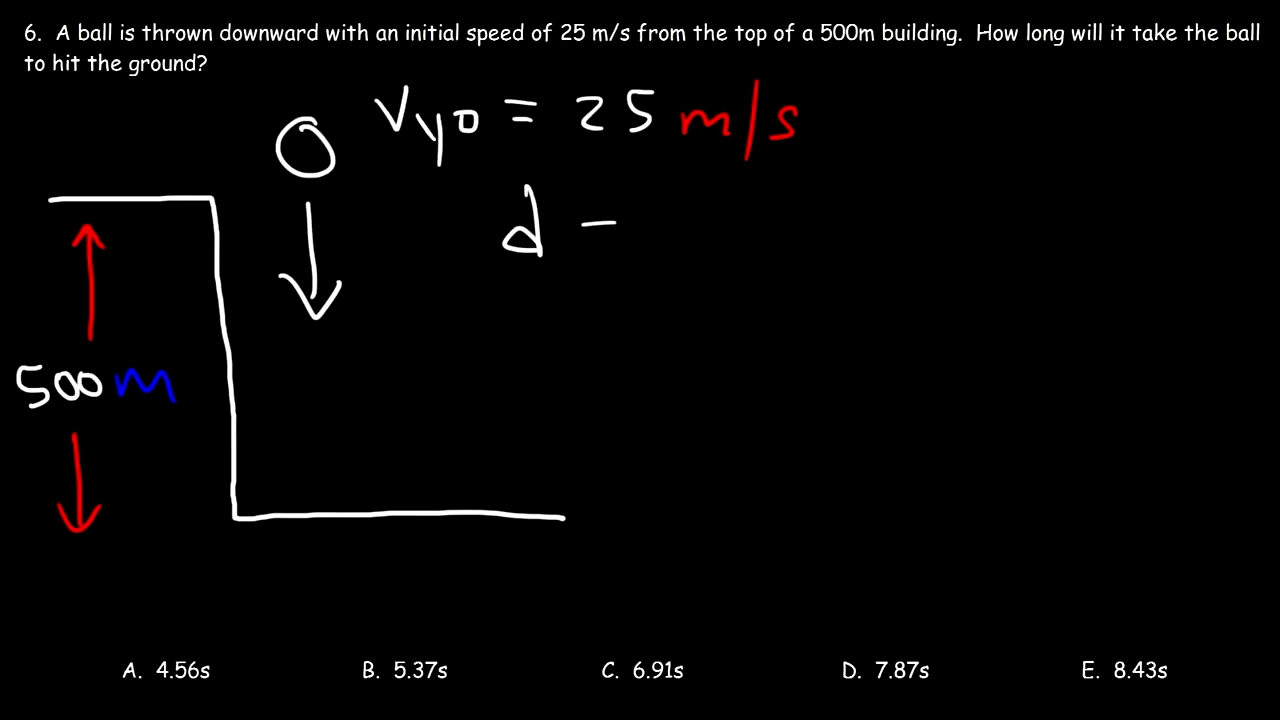 6. A ball is thrown downward with an initial speed of 25 m/s from the top of a 500m building. How long will it take the ball
to hit the ground?
Vy0 = 25 m/s
d -
500 m
A. 4.56s B. 5.37s C. 6.91s D. 7.87s E. 8.43s